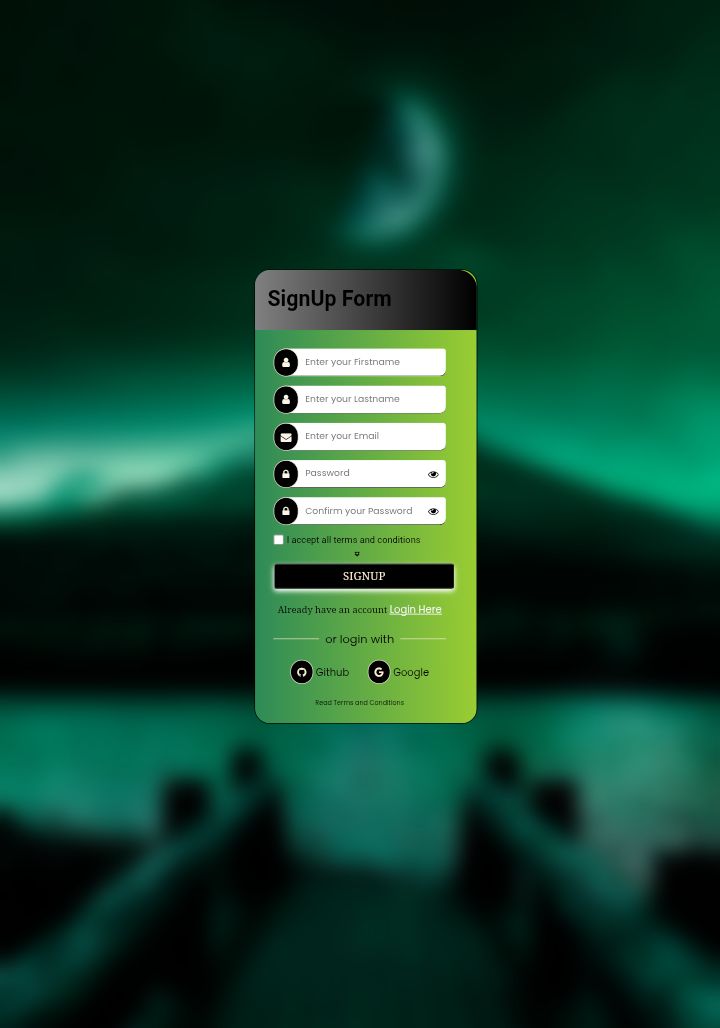 SignUp Form
Enter your Firstname
Enter your Lastname
Enter your Email
Password
Confirm your Password
I accept all terms and conditions
SIGNUP
Already have an account Login Here
or login with
Github Google
Read Terms and Conditions